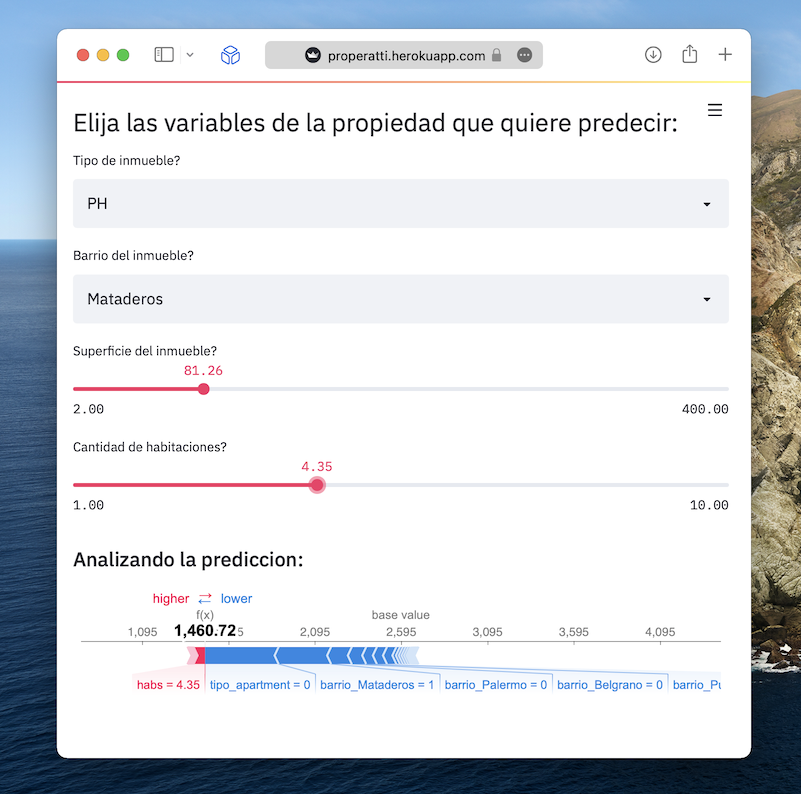 properatti.herokuapp.com
Elija las variables de la propiedad que quiere predecir:
Tipo de inmueble?
PH
Barrio del inmueble?
Mataderos
Superficie del inmueble?
81.26
2.00 400.00
Cantidad de habitaciones?
4.35
1.00 10.00
Analizando la prediccion:
higher lower
f(x) base value
1,095 1,460.72 5 2,095 2,595 3,095 3,595 4,095
habs = 4.35 tipo_apartment = 0 barrio_Mataderos = 1 barrio_Palermo = 0 barrio_Belgrano = 0 barrio_Pu